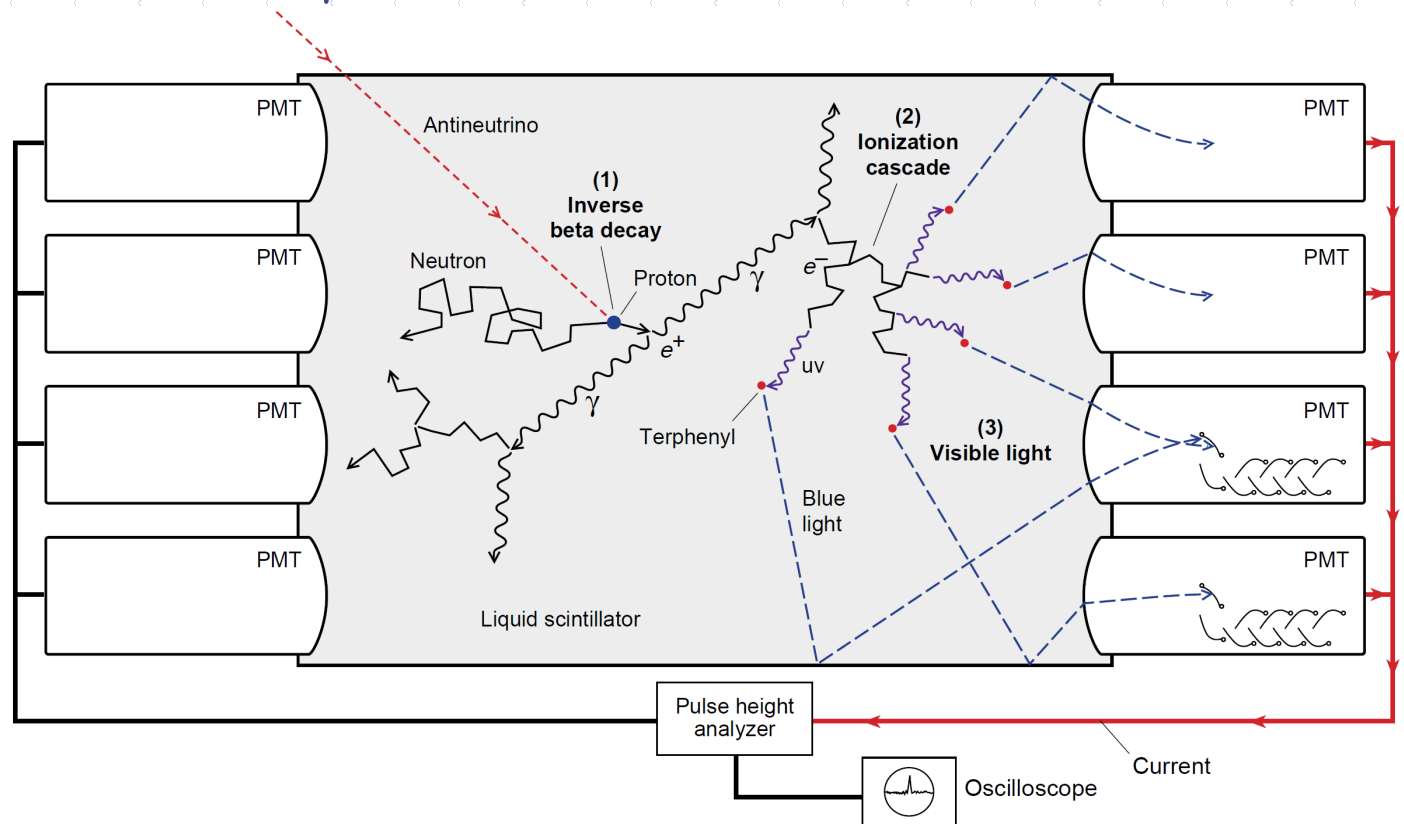 PMT
PMT
PMT
PMT
Antineutrino
(1)
Inverse
beta decay
Neutron
Proton
e+
γ
γ
(2)
Ionization
cascade
e−
uv
Terphenyl
(3)
Visible light
Blue
light
Liquid scintillator
PMT
PMT
PMT
PMT
Pulse height
analyzer
Current
Oscilloscope